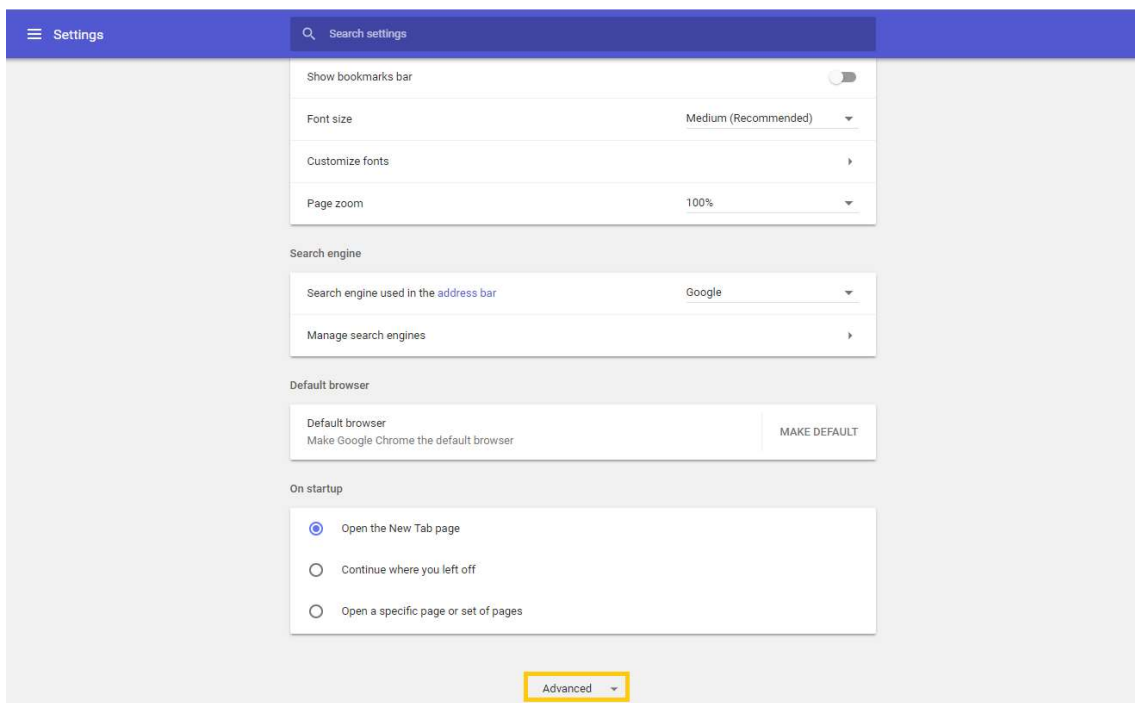 Settings
Search settings
Show bookmarks bar
Font size Medium (Recommended)
Customize fonts
Page zoom 100%
Search engine
Search engine used in the address bar Google
Manage search engines
Default browser
Default browser
Make Google Chrome the default browser
MAKE DEFAULT
On startup
Open the New Tab page
Continue where you left off
Open a specific page or set of pages
Advanced